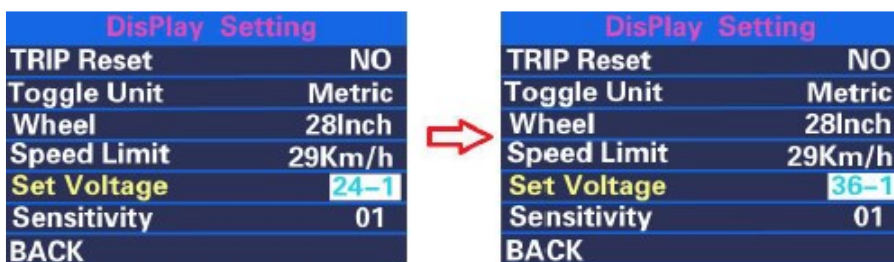 DisPlay Setting
TRIP Reset NO
Toggle Unit Metric
Wheel 28Inch
Speed Limit 29Km/h
Set Voltage 24-1
Sensitivity 01
BACK
DisPlay Setting
TRIP Reset NO
Toggle Unit Metric
Wheel 28Inch
Speed Limit 29Km/h
Set Voltage 36-1
Sensitivity 01
BACK